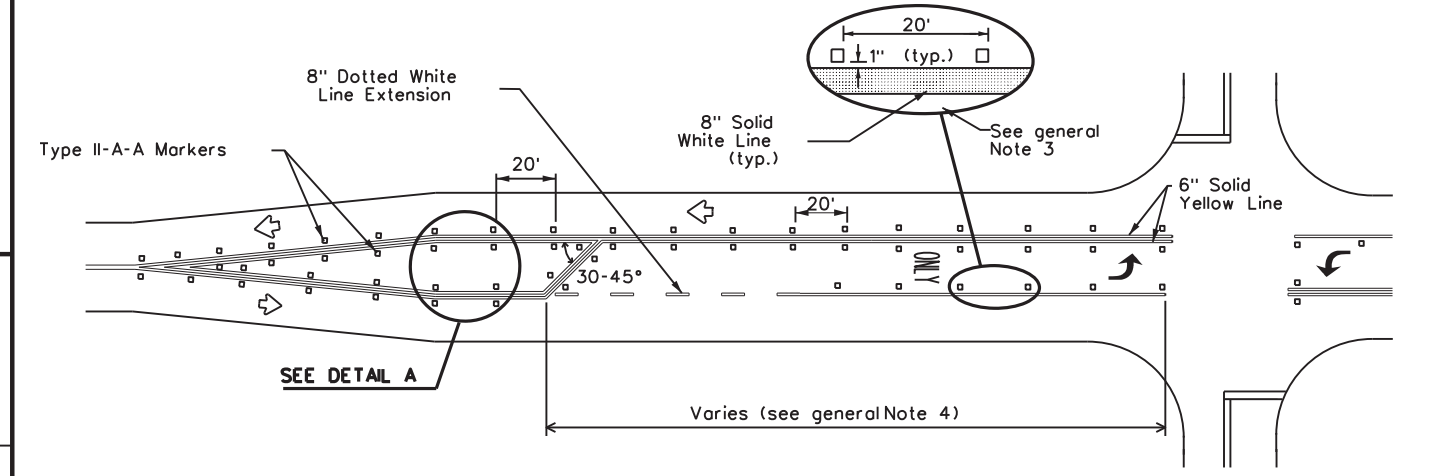 20'
1" (typ.)
8" Dotted White
Line Extension
8" Solid
White Line
(typ.)
See general
Note 3
Type II-A-A Markers
20'
6" Solid
Yellow Line
20'
ONLY
30-45°
SEE DETAIL A
Varies (see general Note 4)